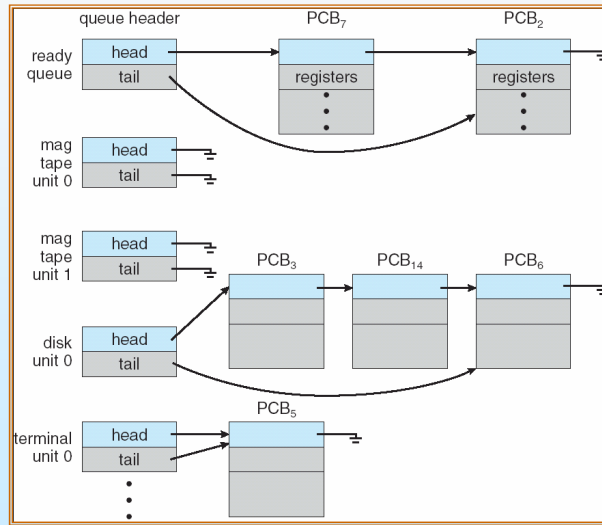 queue header PCB7 PCB2
ready queue
head
tail
registers
registers
mag tape unit 0
head
tail
mag tape unit 1
head
tail
PCB3 PCB14 PCB6
disk unit 0
head
tail
PCB5
terminal unit 0
head
tail